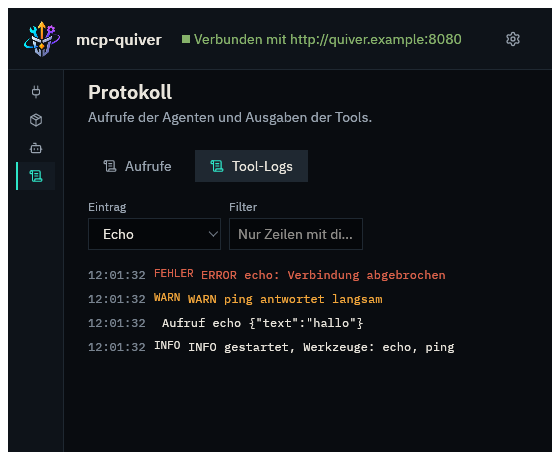 mcp-quiver
Verbunden mit http://quiver.example:8080
Protokoll
Aufrufe der Agenten und Ausgaben der Tools.
Aufrufe Tool-Logs
Eintrag Filter
Echo Nur Zeilen mit di...
12:01:32 FEHLER ERROR echo: Verbindung abgebrochen
12:01:32 WARN WARN ping antwortet langsam
12:01:32 Aufruf echo {"text":"hallo"}
12:01:32 INFO INFO gestartet, Werkzeuge: echo, ping